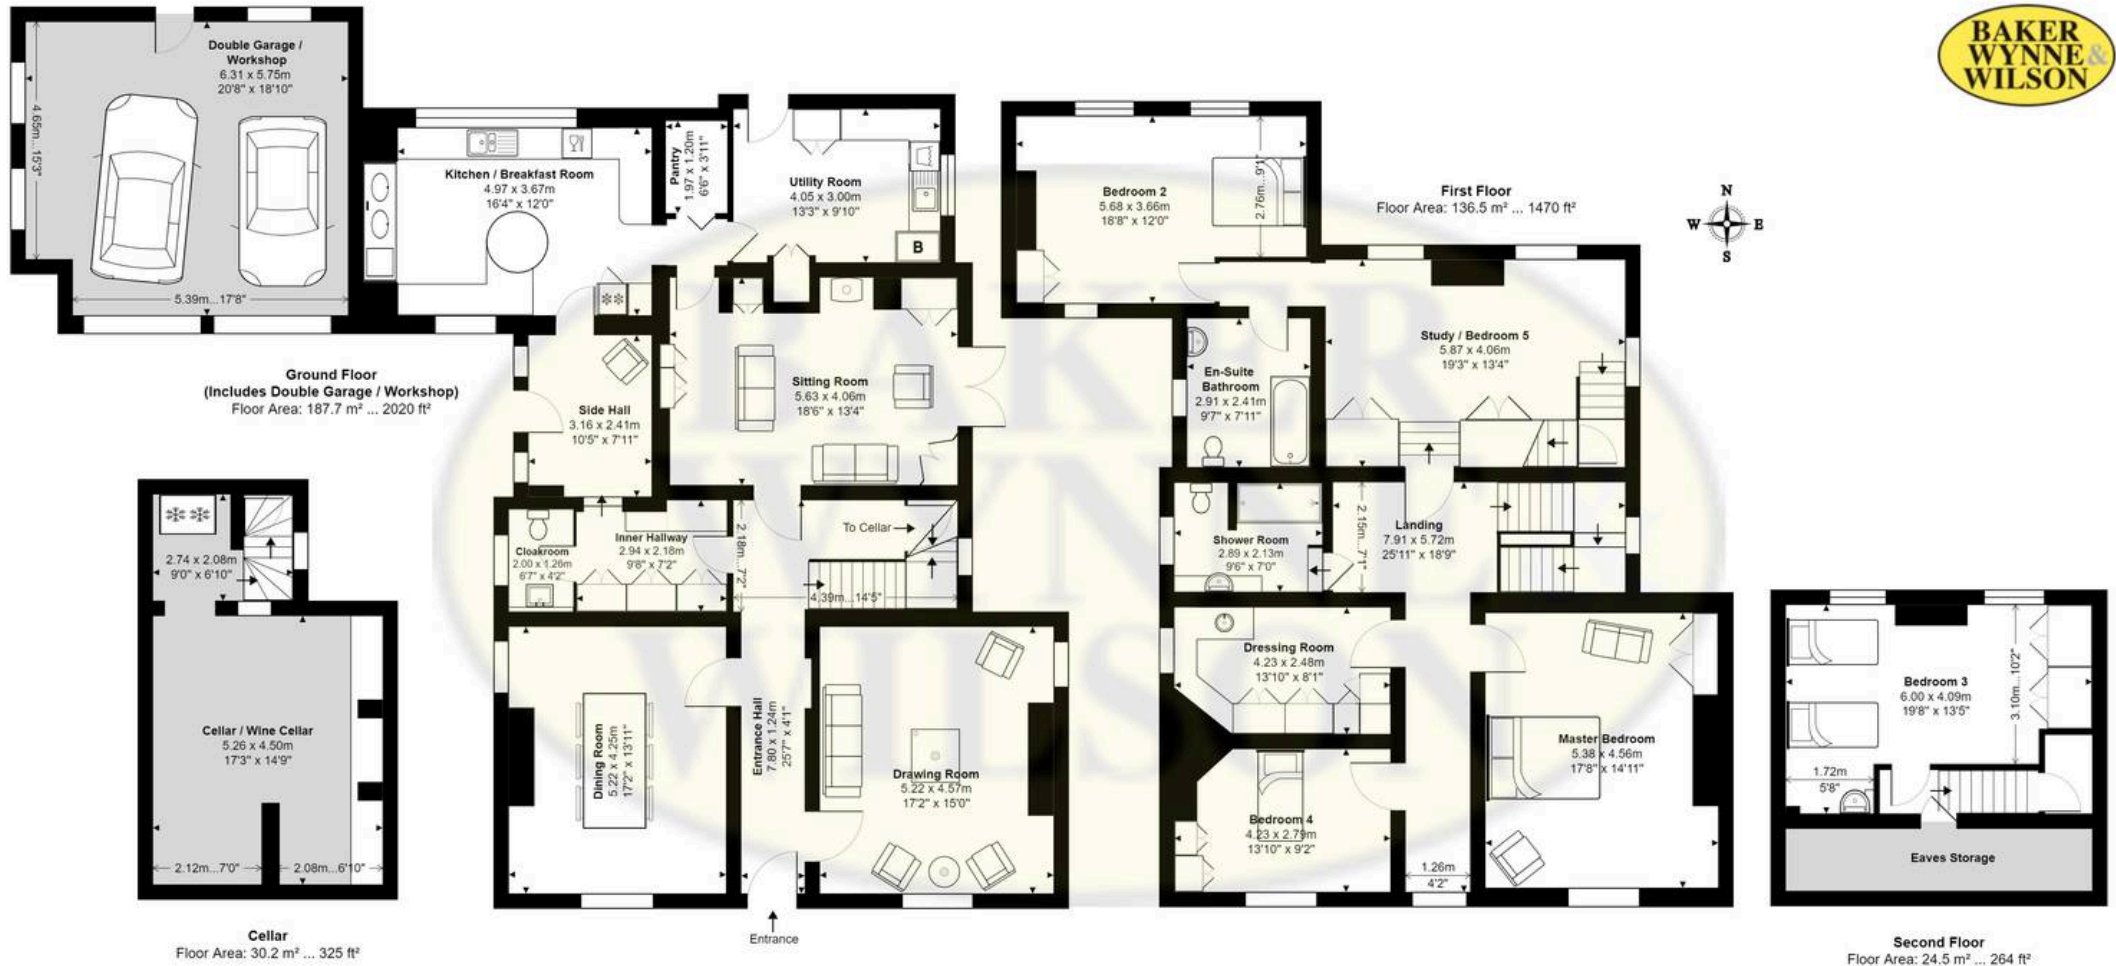 BAKER
WYNNE &
WILSON
Double Garage /
Workshop
6.31 x 5.75m
20'8" x 18'10"
4.65m...15'3"
5.39m...17'8"
Kitchen / Breakfast Room
4.97 x 3.67m
16'4" x 12'0"
Pantry
1.97 x 1.20m
6'6" x 3'11"
Utility Room
4.05 x 3.00m
13'3" x 9'10"
B
Ground Floor
(Includes Double Garage / Workshop)
Floor Area: 187.7 m² ... 2020 ft²
Side Hall
3.16 x 2.41m
10'5" x 7'11"
Sitting Room
5.63 x 4.06m
18'6" x 13'4"
Cloakroom
2.00 x 1.26m
6'7" x 4'2"
Inner Hallway
2.94 x 2.18m
9'8" x 7'2"
2.18m...7'2"
To Cellar
4.39m...14'5"
Dining Room
5.22 x 4.25m
17'2" x 13'11"
Entrance Hall
7.80 x 1.24m
25'7" x 4'1"
Drawing Room
5.22 x 4.57m
17'2" x 15'0"
Entrance
2.74 x 2.08m
9'0" x 6'10"
Cellar / Wine Cellar
5.26 x 4.50m
17'3" x 14'9"
2.12m...7'0"
2.08m...6'10"
Cellar
Floor Area: 30.2 m² ... 325 ft²
Bedroom 2
5.68 x 3.66m
18'8" x 12'0"
2.76m...9'1"
First Floor
Floor Area: 136.5 m² ... 1470 ft²
N
W E
S
En-Suite
Bathroom
2.91 x 2.41m
9'7" x 7'11"
Study / Bedroom 5
5.87 x 4.06m
19'3" x 13'4"
Shower Room
2.89 x 2.13m
9'6" x 7'0"
2.15m...7'1"
Landing
7.91 x 5.72m
25'11" x 18'9"
Dressing Room
4.23 x 2.48m
13'10" x 8'1"
Master Bedroom
5.38 x 4.56m
17'8" x 14'11"
Bedroom 4
4.23 x 2.79m
13'10" x 9'2"
1.26m
4'2"
Bedroom 3
6.00 x 4.09m
19'8" x 13'5"
3.10m...10'2"
1.72m
5'8"
Eaves Storage
Second Floor
Floor Area: 24.5 m² ... 264 ft²
BAKER
WYNNE
WILSON